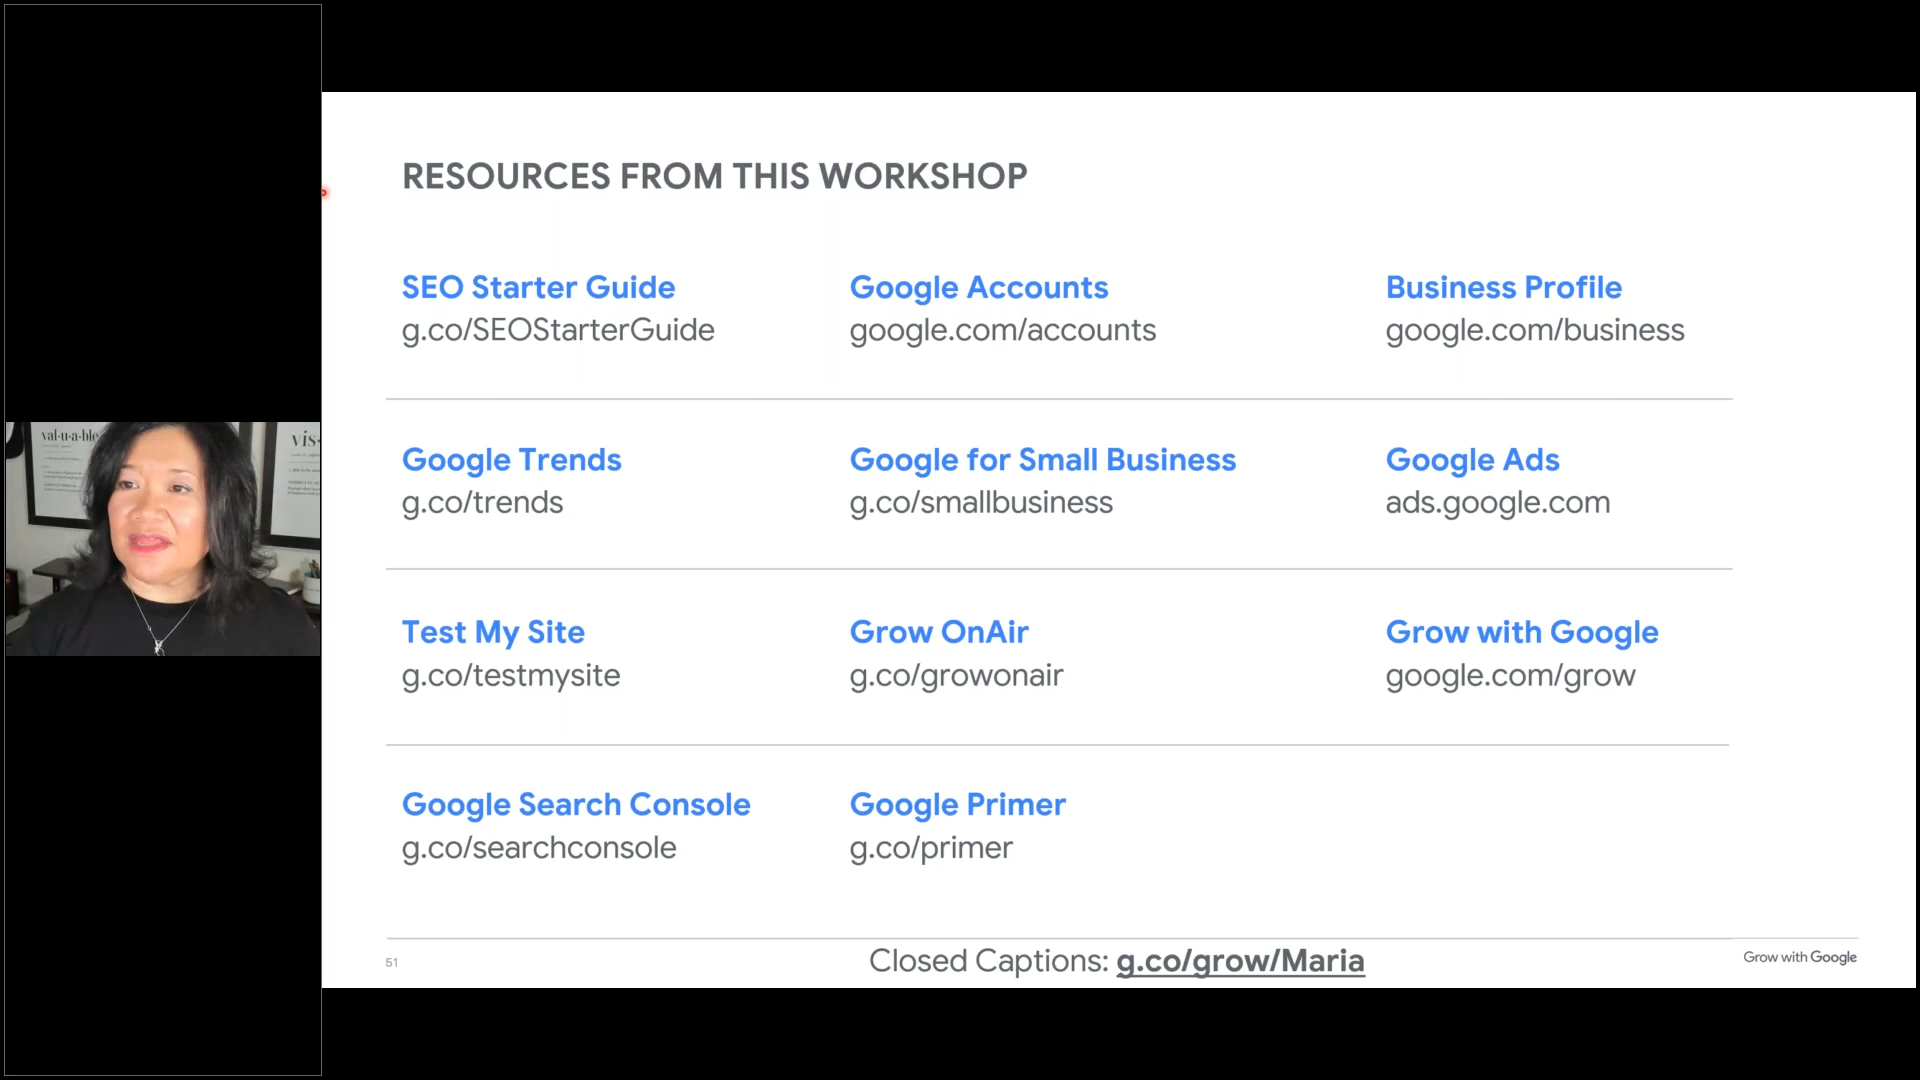 val·u·a·ble
vis·
RESOURCES FROM THIS WORKSHOP
SEO Starter Guide
g.co/SEOStarterGuide
Google Accounts
google.com/accounts
Business Profile
google.com/business
Google Trends
g.co/trends
Google for Small Business
g.co/smallbusiness
Google Ads
ads.google.com
Test My Site
g.co/testmysite
Grow OnAir
g.co/growonair
Grow with Google
google.com/grow
Google Search Console
g.co/searchconsole
Google Primer
g.co/primer
51
Closed Captions: g.co/grow/Maria
Grow with Google